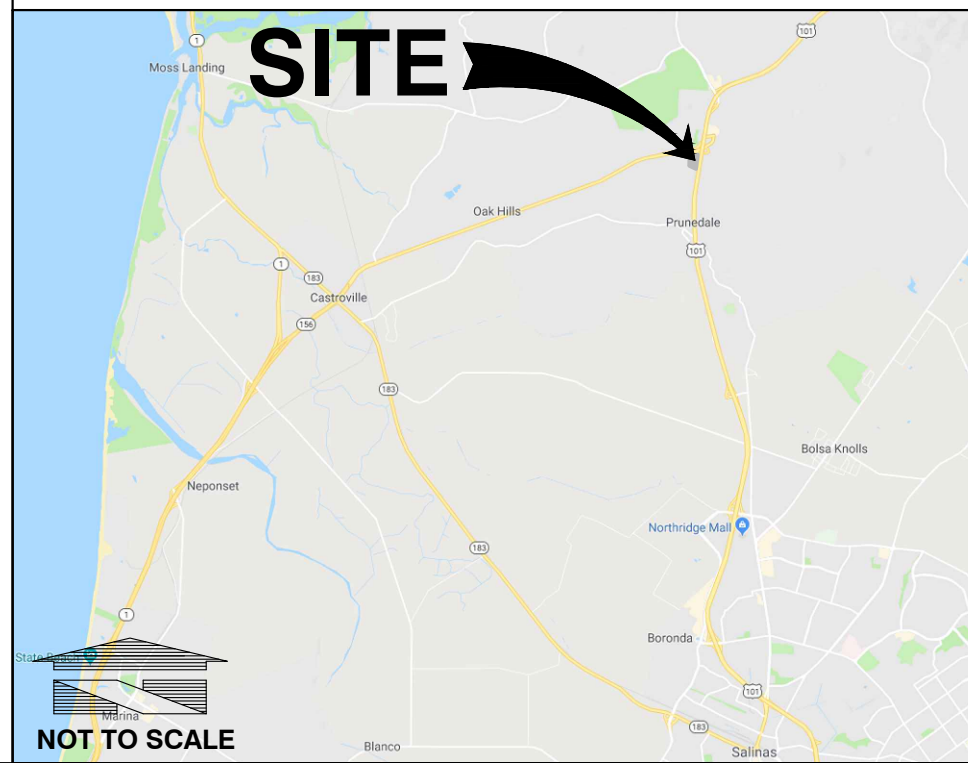 101
1
Moss Landing
SITE
Oak Hills
Prunedale
101
1
183
Castroville
156
183
Bolsa Knolls
Neponset
Northridge Mall
183
1
Boronda
State Beach
101
Marina
183
NOT TO SCALE
Blanco
Salinas